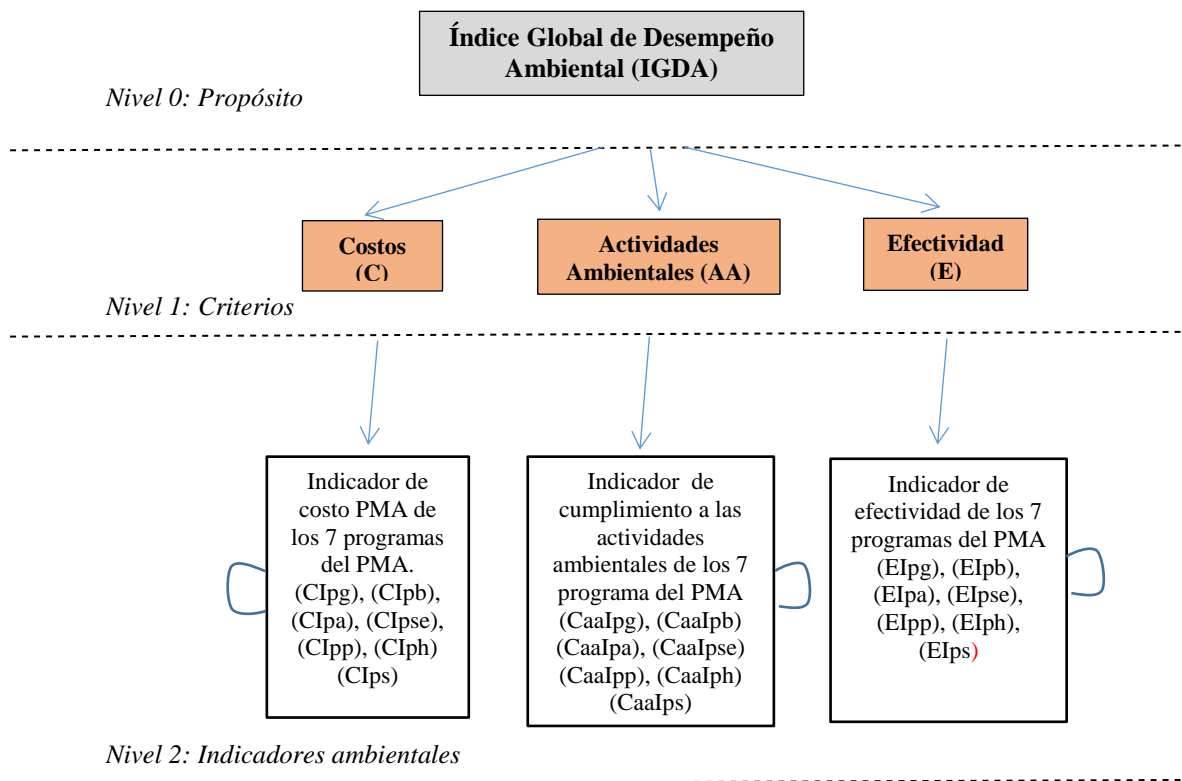 Índice Global de Desempeño
Ambiental (IGDA)
Nivel 0: Propósito
Costos
(C)
Actividades
Ambientales (AA)
Efectividad
(E)
Nivel 1: Criterios
Indicador de
costo PMA de
los 7 programas
del PMA.
(CIpg), (CIpb),
(CIpa), (CIpse),
(CIpp), (CIph)
(CIps)
Indicador de
cumplimiento a las
actividades
ambientales de los 7
programa del PMA
(CaaIpg), (CaaIpb)
(CaaIpa), (CaaIpse)
(CaaIpp), (CaaIph)
(CaaIps)
Indicador de
efectividad de los 7
programas del PMA
(EIpg), (EIpb),
(EIpa), (EIpse),
(EIpp), (EIph),
(EIps)
Nivel 2: Indicadores ambientales